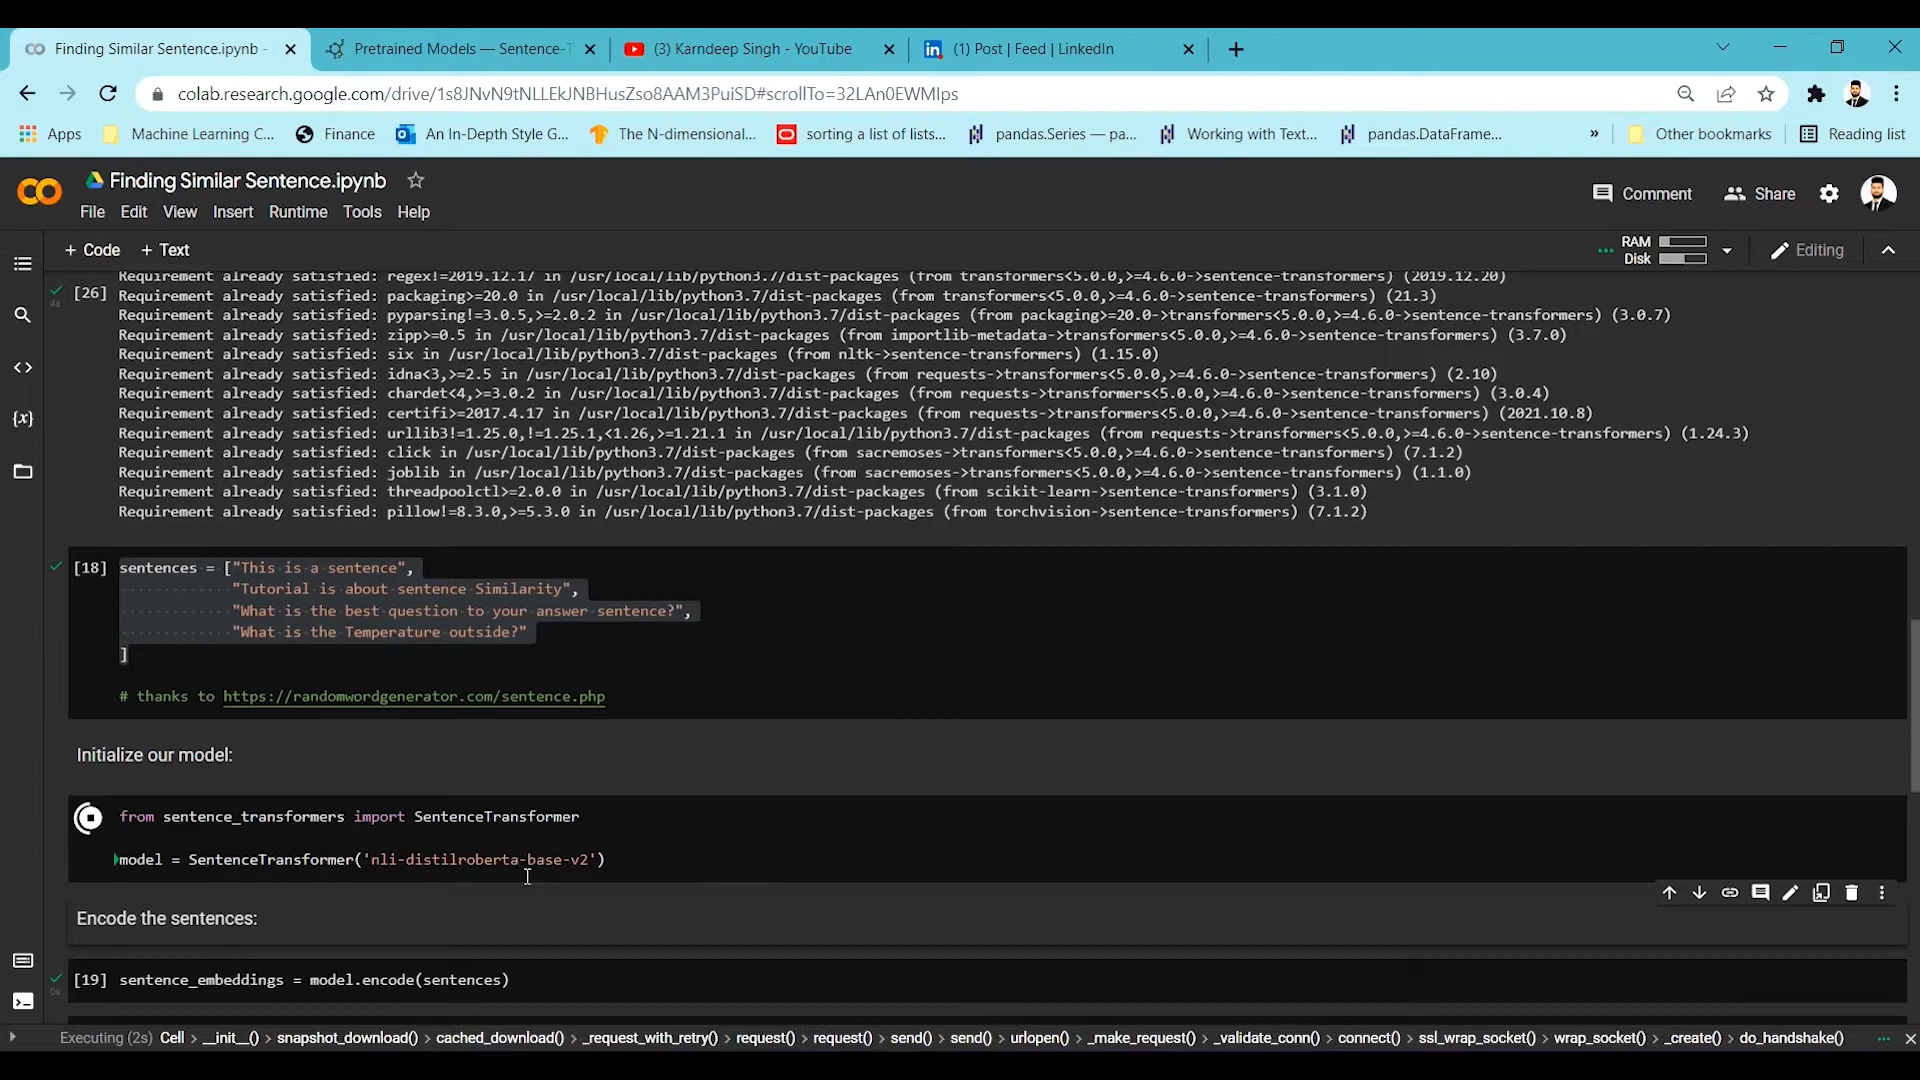 Finding Similar Sentence.ipynb -
Pretrained Models — Sentence-T
(3) Karndeep Singh - YouTube
(1) Post | Feed | LinkedIn
colab.research.google.com/drive/1s8JNvN9tNLLEkJNBHusZso8AAM3PuiSD#scrollTo=32LAn0EWMIps
Apps
Machine Learning C...
Finance
An In-Depth Style G...
The N-dimensional...
sorting a list of lists...
pandas.Series — pa...
Working with Text...
pandas.DataFrame...
»
Other bookmarks
Reading list
Finding Similar Sentence.ipynb
Comment
Share
File Edit View Insert Runtime Tools Help
+ Code + Text
RAM
Disk
Editing
Requirement already satisfied: regex!=2019.12.17 in /usr/local/lib/python3.7/dist-packages (from transformers<5.0.0,>=4.6.0->sentence-transformers) (2019.12.20)
[26]
Requirement already satisfied: packaging>=20.0 in /usr/local/lib/python3.7/dist-packages (from transformers<5.0.0,>=4.6.0->sentence-transformers) (21.3)
Requirement already satisfied: pyparsing!=3.0.5,>=2.0.2 in /usr/local/lib/python3.7/dist-packages (from packaging>=20.0->transformers<5.0.0,>=4.6.0->sentence-transformers) (3.0.7)
Requirement already satisfied: zipp>=0.5 in /usr/local/lib/python3.7/dist-packages (from importlib-metadata->transformers<5.0.0,>=4.6.0->sentence-transformers) (3.7.0)
Requirement already satisfied: six in /usr/local/lib/python3.7/dist-packages (from nltk->sentence-transformers) (1.15.0)
Requirement already satisfied: idna<3,>=2.5 in /usr/local/lib/python3.7/dist-packages (from requests->transformers<5.0.0,>=4.6.0->sentence-transformers) (2.10)
Requirement already satisfied: chardet<4,>=3.0.2 in /usr/local/lib/python3.7/dist-packages (from requests->transformers<5.0.0,>=4.6.0->sentence-transformers) (3.0.4)
Requirement already satisfied: certifi>=2017.4.17 in /usr/local/lib/python3.7/dist-packages (from requests->transformers<5.0.0,>=4.6.0->sentence-transformers) (2021.10.8)
Requirement already satisfied: urllib3!=1.25.0,!=1.25.1,<1.26,>=1.21.1 in /usr/local/lib/python3.7/dist-packages (from requests->transformers<5.0.0,>=4.6.0->sentence-transformers) (1.24.3)
Requirement already satisfied: click in /usr/local/lib/python3.7/dist-packages (from sacremoses->transformers<5.0.0,>=4.6.0->sentence-transformers) (7.1.2)
Requirement already satisfied: joblib in /usr/local/lib/python3.7/dist-packages (from sacremoses->transformers<5.0.0,>=4.6.0->sentence-transformers) (1.1.0)
Requirement already satisfied: threadpoolctl>=2.0.0 in /usr/local/lib/python3.7/dist-packages (from scikit-learn->sentence-transformers) (3.1.0)
Requirement already satisfied: pillow!=8.3.0,>=5.3.0 in /usr/local/lib/python3.7/dist-packages (from torchvision->sentence-transformers) (7.1.2)
[18] sentences = ["This is a sentence",
"Tutorial is about sentence Similarity",
"What is the best question to your answer sentence?",
"What is the Temperature outside?"
]
# thanks to https://randomwordgenerator.com/sentence.php
Initialize our model:
from sentence_transformers import SentenceTransformer
model = SentenceTransformer('nli-distilroberta-base-v2')
Encode the sentences:
[19] sentence_embeddings = model.encode(sentences)
Executing (2s) Cell > __init__() > snapshot_download() > cached_download() > _request_with_retry() > request() > request() > send() > send() > urlopen() > _make_request() > _validate_conn() > connect() > ssl_wrap_socket() > wrap_socket() > _create() > do_handshake()